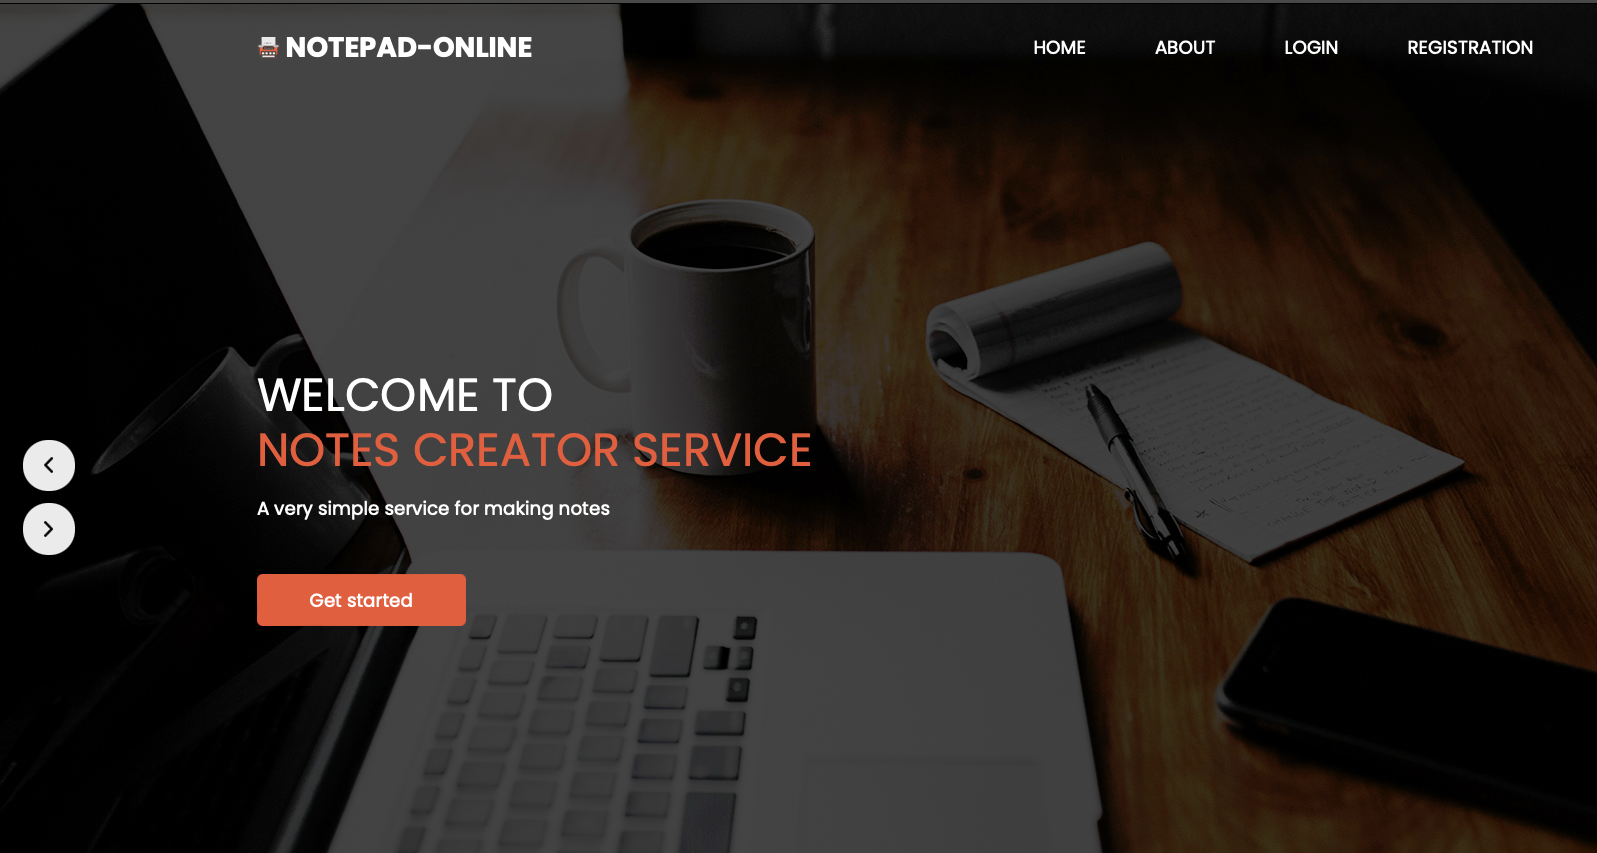 NOTEPAD-ONLINE
HOME ABOUT LOGIN REGISTRATION
WELCOME TO
NOTES CREATOR SERVICE
A very simple service for making notes
Get started